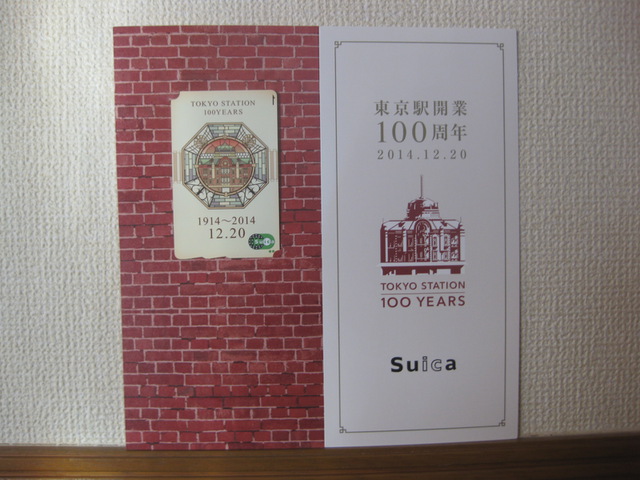 TOKYO STATION
100YEARS
1914～2014
12.20
Suica
東京駅開業
100周年
2014.12.20
TOKYO STATION
100 YEARS
Suica